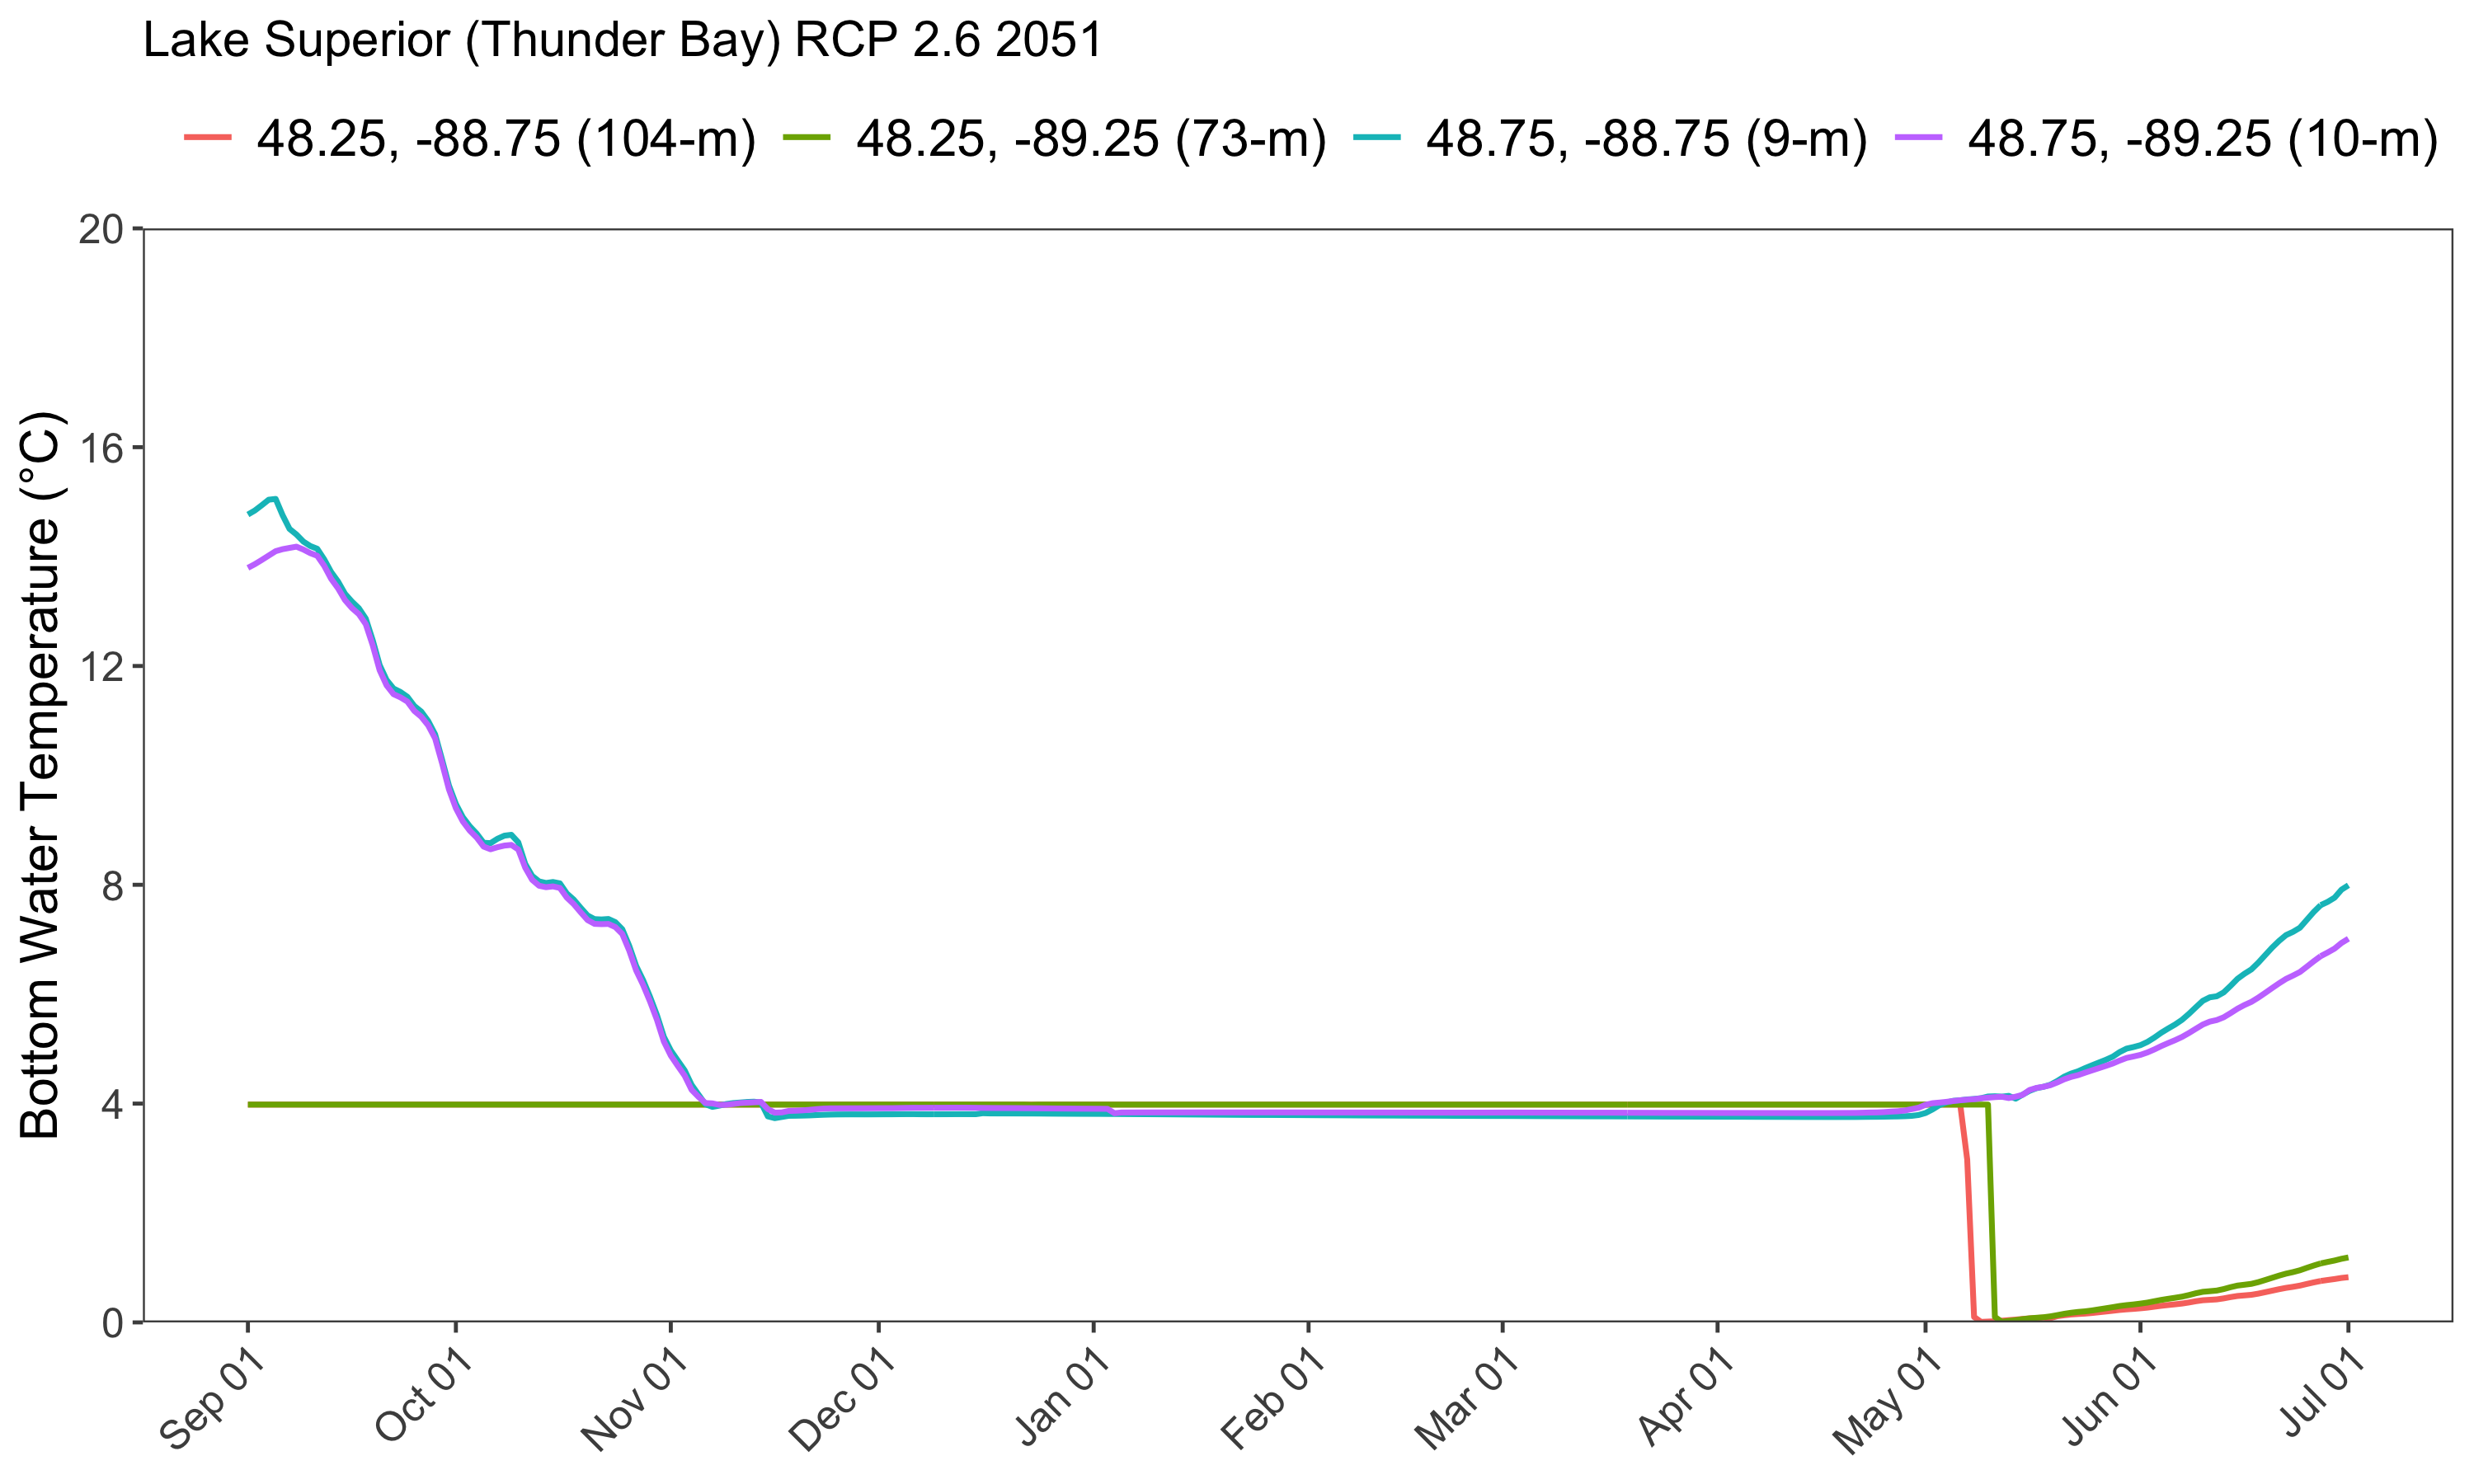 Lake Superior (Thunder Bay) RCP 2.6 2051
48.25, -88.75 (104-m) 48.25, -89.25 (73-m) 48.75, -88.75 (9-m) 48.75, -89.25 (10-m)
Bottom Water Temperature (°C)
20
16
12
8
4
0
Sep 01 Oct 01 Nov 01 Dec 01 Jan 01 Feb 01 Mar 01 Apr 01 May 01 Jun 01 Jul 01